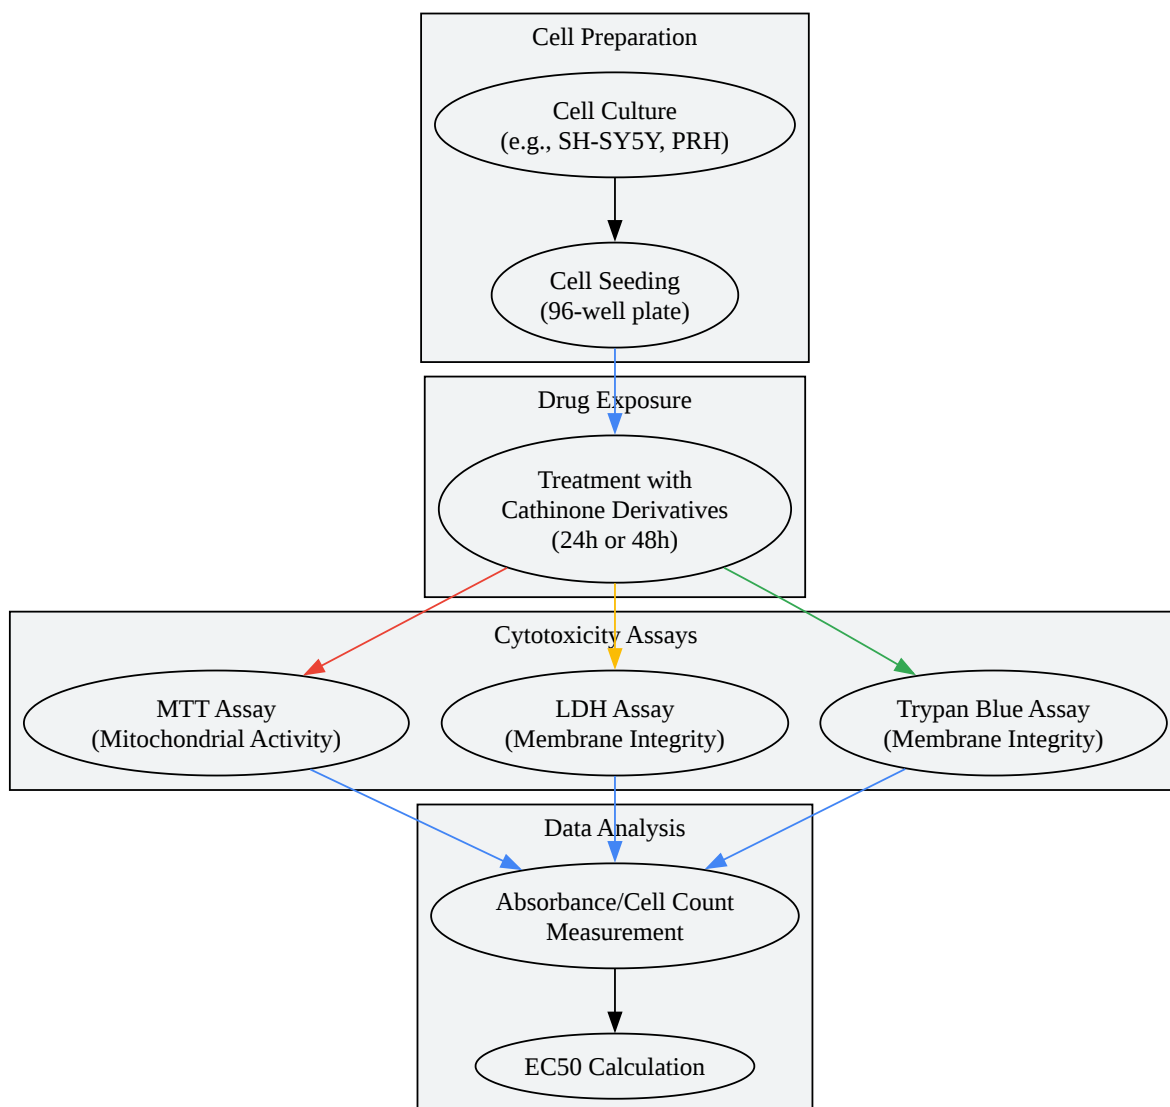 Cell Preparation
Cell Culture
(e.g., SH-SY5Y, PRH)
Cell Seeding
(96-well plate)
Drug Exposure
Treatment with
Cathinone Derivatives
(24h or 48h)
Cytotoxicity Assays
MTT Assay
(Mitochondrial Activity)
LDH Assay
(Membrane Integrity)
Trypan Blue Assay
(Membrane Integrity)
Data Analysis
Absorbance/Cell Count
Measurement
EC50 Calculation